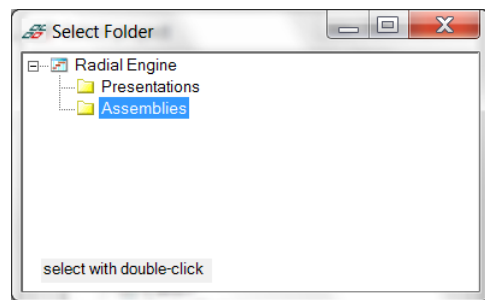 Select Folder
Radial Engine
Presentations
Assemblies
select with double-click